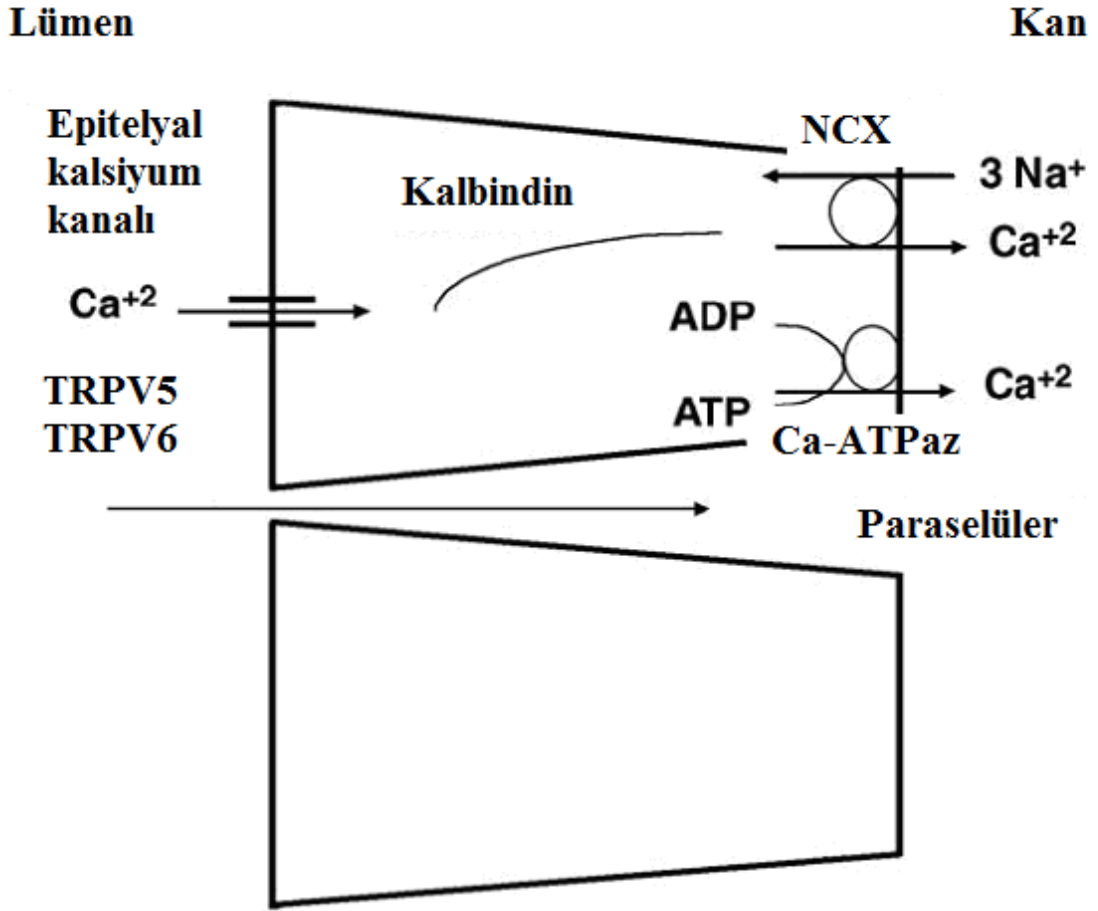 Lümen
Kan
Epitelyal
kalsiyum
kanalı
NCX
Kalbindin
3 Na+
Ca+2
Ca+2
ADP
TRPV5
TRPV6
ATP
Ca+2
Ca-ATPaz
Paraselüler